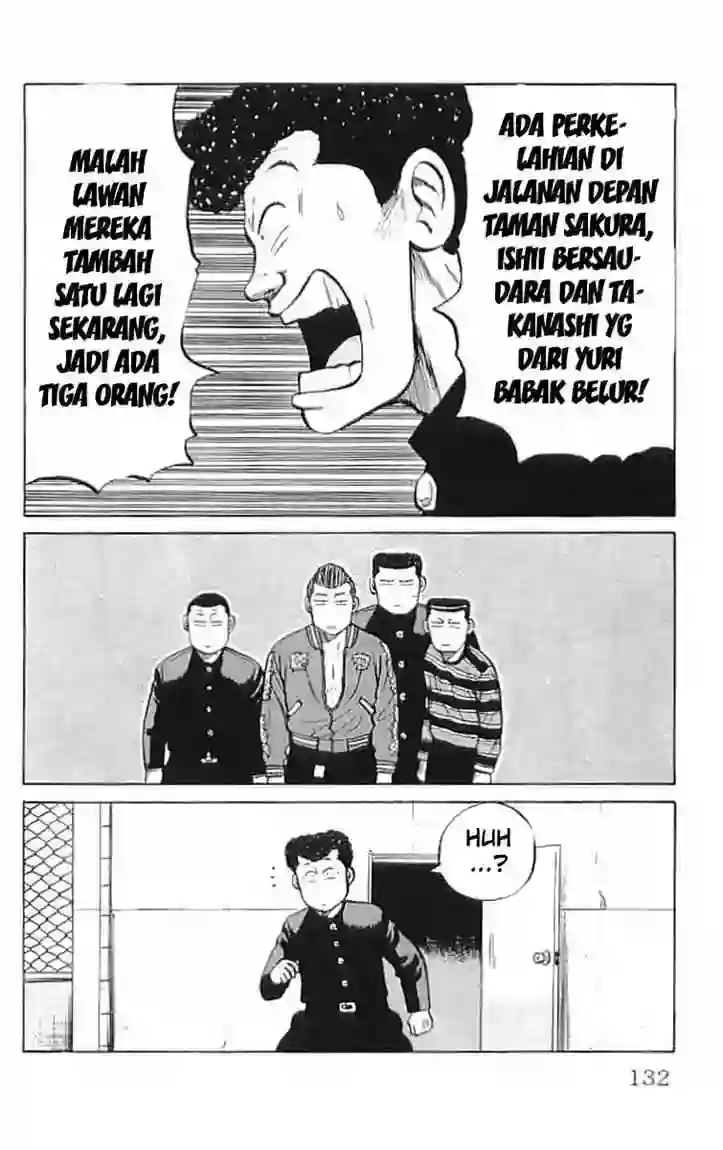 ADA PERKE-
LAHIAN DI
JALANAN DEPAN
TAMAN SAKURA,
ISHII BERSAU-
DARA DAN TA-
KANASHI YG
DARI YURI
BABAK BELUR!
MALAH
LAWAN
MEREKA
TAMBAH
SATU LAGI
SEKARANG,
JADI ADA
TIGA ORANG!
HUH
...?
132